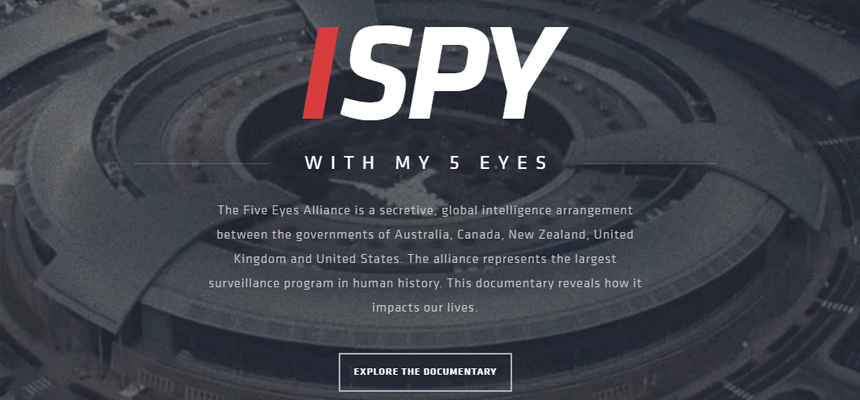 ISPY
WITH MY 5 EYES
The Five Eyes Alliance is a secretive, global intelligence arrangement
between the governments of Australia, Canada, New Zealand, United
Kingdom and United States. The alliance represents the largest
surveillance program in human history. This documentary reveals how it
impacts our lives.
EXPLORE THE DOCUMENTARY